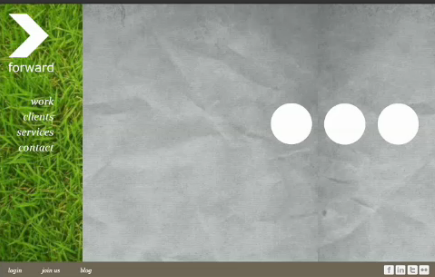 forward
work
clients
services
contact
login join us blog